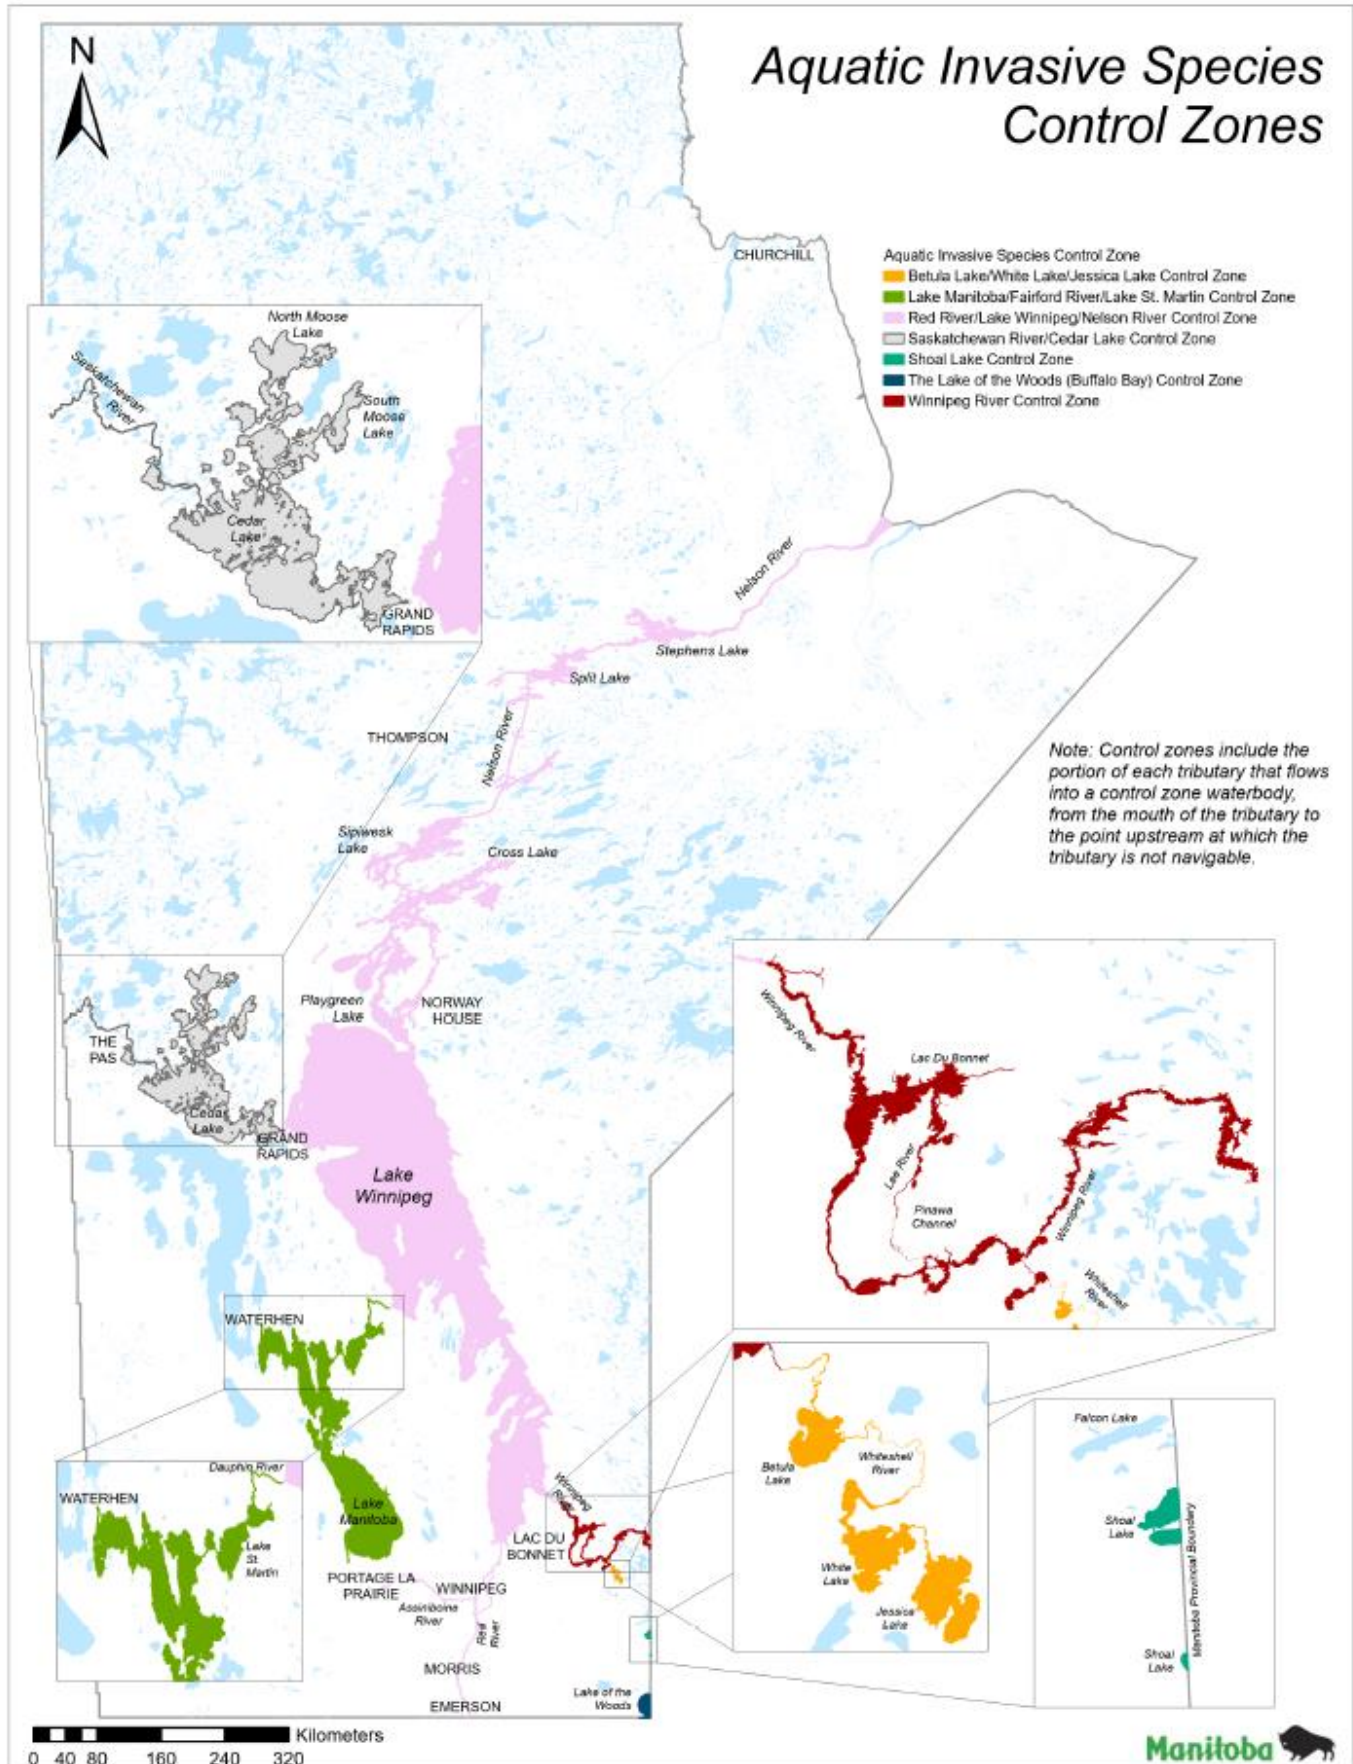 N
Aquatic Invasive Species
Control Zones
CHURCHILL
Aquatic Invasive Species Control Zone
Betula Lake/White Lake/Jessica Lake Control Zone
Lake Manitoba/Fairford River/Lake St. Martin Control Zone
Red River/Lake Winnipeg/Nelson River Control Zone
Saskatchewan River/Cedar Lake Control Zone
Shoal Lake Control Zone
The Lake of the Woods (Buffalo Bay) Control Zone
Winnipeg River Control Zone
North Moose
Lake
Saskatchewan
River
South
Moose
Lake
Cedar
Lake
GRAND
RAPIDS
Nelson River
Stephens Lake
Split Lake
THOMPSON
Nelson River
Note: Control zones include the
portion of each tributary that flows
into a control zone waterbody,
from the mouth of the tributary to
the point upstream at which the
tributary is not navigable.
Sipiwesk
Lake
Cross Lake
Playgreen
Lake
NORWAY
HOUSE
THE
PAS
Cedar
Lake
GRAND
RAPIDS
Lake
Winnipeg
Winnipeg River
Lac Du Bonnet
Lee River
Pinawa
Channel
Winnipeg River
Whiteshell
River
WATERHEN
Dauphin River
WATERHEN
Lake
St.
Martin
Lake
Manitoba
Winnipeg
River
LAC DU
BONNET
PORTAGE LA
PRAIRIE
WINNIPEG
Assiniboine
River
Red
River
MORRIS
EMERSON
Lake of the
Woods
Betula
Lake
Whiteshell
River
White
Lake
Jessica
Lake
Falcon Lake
Shoal
Lake
Manitoba Provincial Boundary
Shoal
Lake
Kilometers
0 40 80 160 240 320
Manitoba